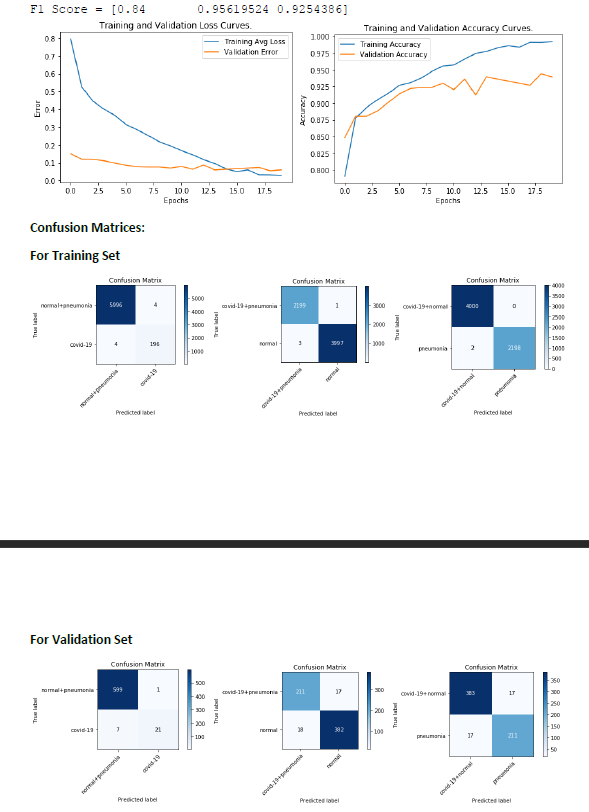 F1 Score = [0.84 0.95619524 0.9254386]
Training and Validation Loss Curves.
Training Avg Loss
Validation Error
0.8
0.7
0.6
0.5
0.4
0.3
0.2
0.1
0.0
Error
0.0 2.5 5.0 7.5 10.0 12.5 15.0 17.5
Epochs
Training and Validation Accuracy Curves.
Training Accuracy
Validation Accuracy
1.000
0.975
0.950
0.925
0.900
0.875
0.850
0.825
0.800
Accuracy
0.0 2.5 5.0 7.5 10.0 12.5 15.0 17.5
Epochs
Confusion Matrices:
For Training Set
Confusion Matrix
True label
normal+pneumonia 5996 4
covid-19 4 196
5000
4000
3000
2000
1000
normal+pneumonia covid-19
Predicted label
Confusion Matrix
True label
covid-19+pneumonia 2199 1
normal 3 3997
3000
2000
1000
covid-19+pneumonia normal
Predicted label
Confusion Matrix
True label
covid-19+normal 4000 0
pneumonia 2 2198
4000
3500
3000
2500
2000
1500
1000
500
0
covid-19+normal pneumonia
Predicted label
For Validation Set
Confusion Matrix
True label
normal+pneumonia 599 1
covid-19 7 21
500
400
300
200
100
normal+pneumonia covid-19
Predicted label
Confusion Matrix
True label
covid-19+pneumonia 211 17
normal 18 382
300
200
100
covid-19+pneumonia normal
Predicted label
Confusion Matrix
True label
covid-19+normal 383 17
pneumonia 17 211
350
300
250
200
150
100
50
covid-19+normal pneumonia
Predicted label